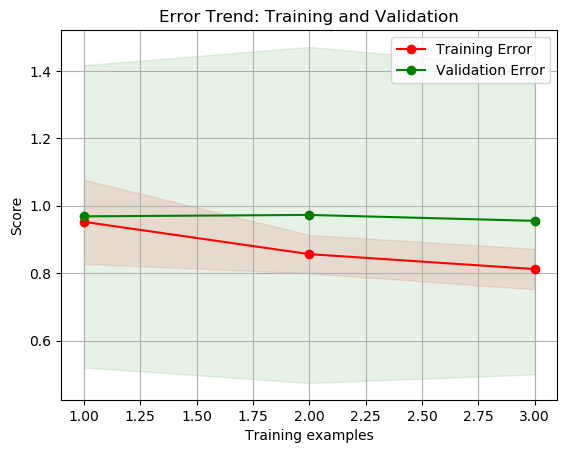 Error Trend: Training and Validation
Training Error
Validation Error
Score
1.4
1.2
1.0
0.8
0.6
1.00 1.25 1.50 1.75 2.00 2.25 2.50 2.75 3.00
Training examples